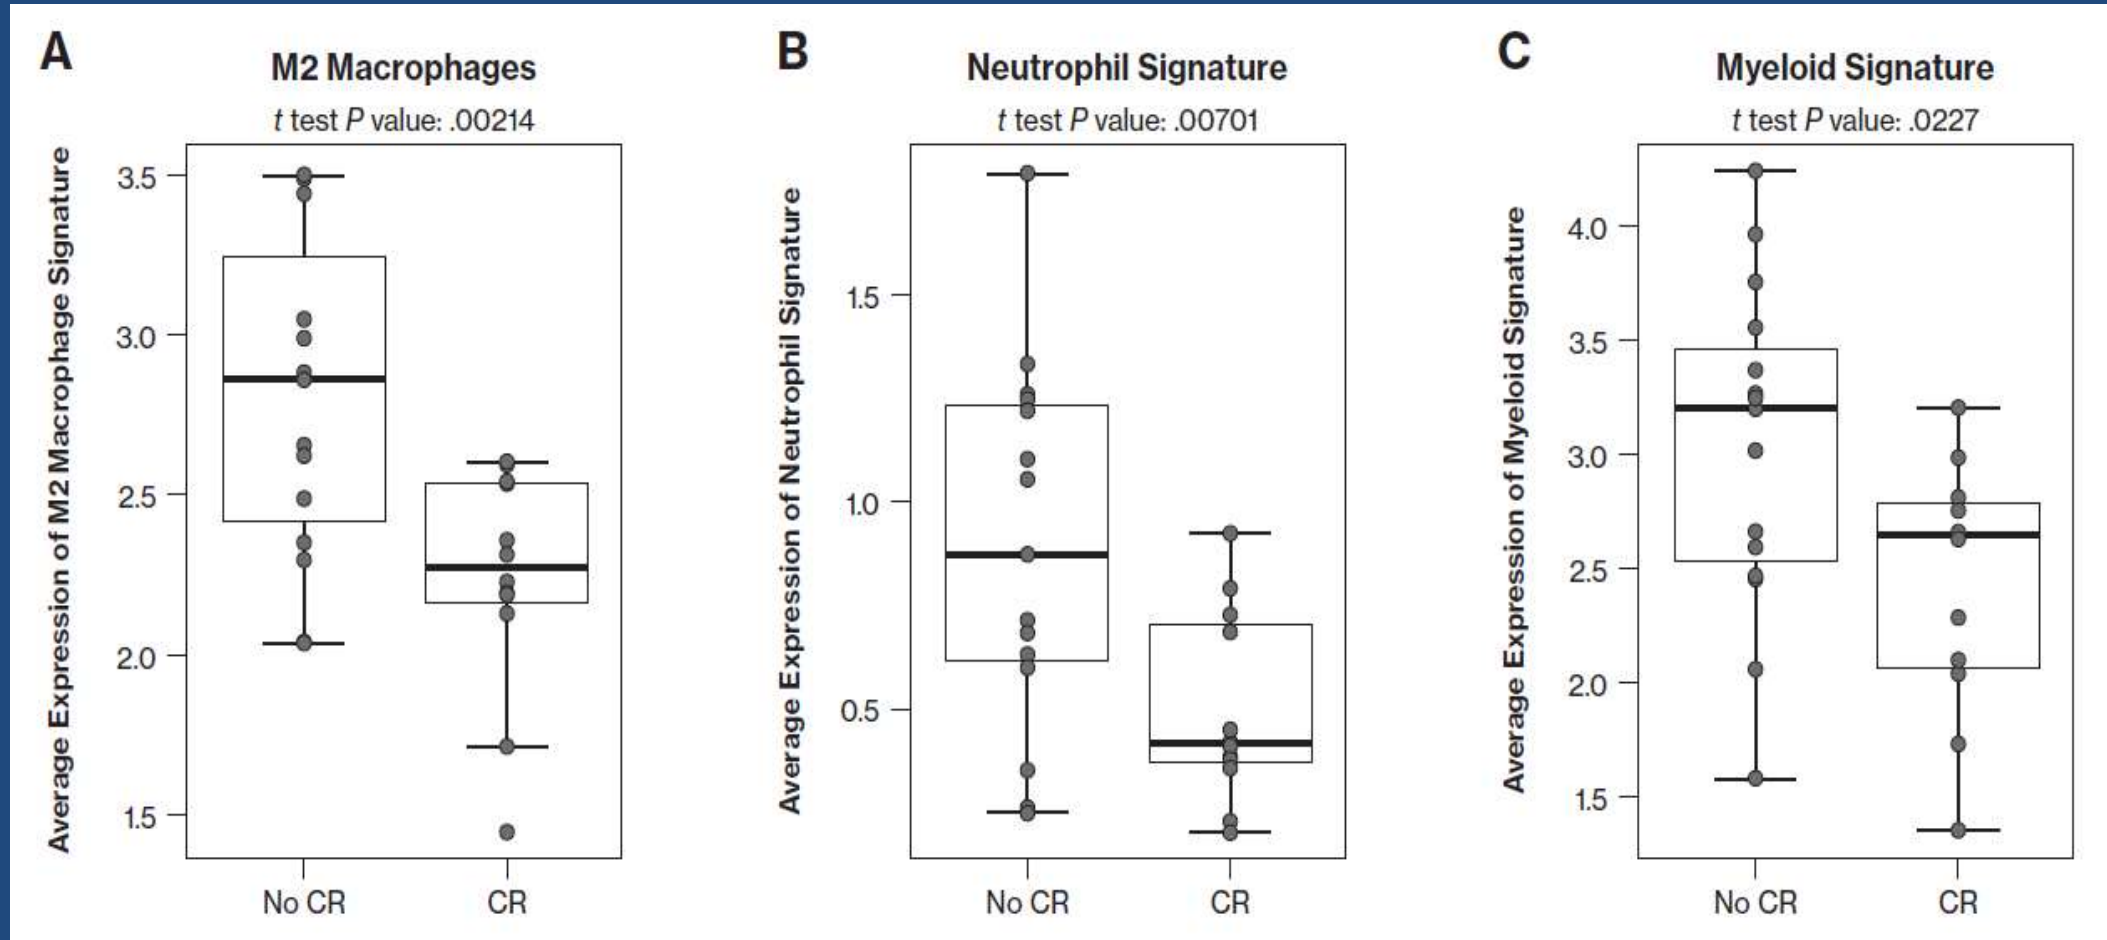 A
M2 Macrophages
t test P value: .00214
Average Expression of M2 Macrophage Signature
3.5
3.0
2.5
2.0
1.5
No CR
CR
B
Neutrophil Signature
t test P value: .00701
Average Expression of Neutrophil Signature
1.5
1.0
0.5
No CR
CR
C
Myeloid Signature
t test P value: .0227
Average Expression of Myeloid Signature
4.0
3.5
3.0
2.5
2.0
1.5
No CR
CR